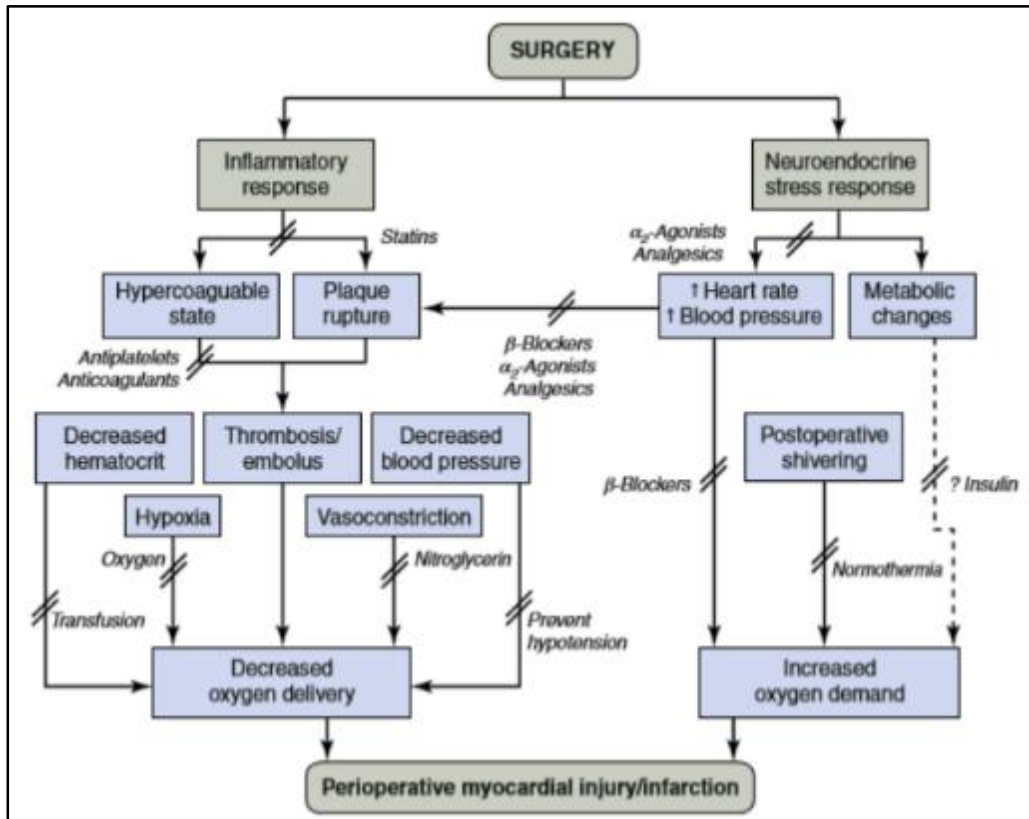 SURGERY
Inflammatory
response
Neuroendocrine
stress response
Statins
α2-Agonists
Analgesics
Hypercoaguable
state
Plaque
rupture
↑ Heart rate
↑ Blood pressure
Metabolic
changes
Antiplatelets
Anticoagulants
β-Blockers
α2-Agonists
Analgesics
Decreased
hematocrit
Thrombosis/
embolus
Decreased
blood pressure
Postoperative
shivering
β-Blockers
? Insulin
Hypoxia
Vasoconstriction
Oxygen
Nitroglycerin
Normothermia
Transfusion
Prevent
hypotension
Decreased
oxygen delivery
Increased
oxygen demand
Perioperative myocardial injury/infarction